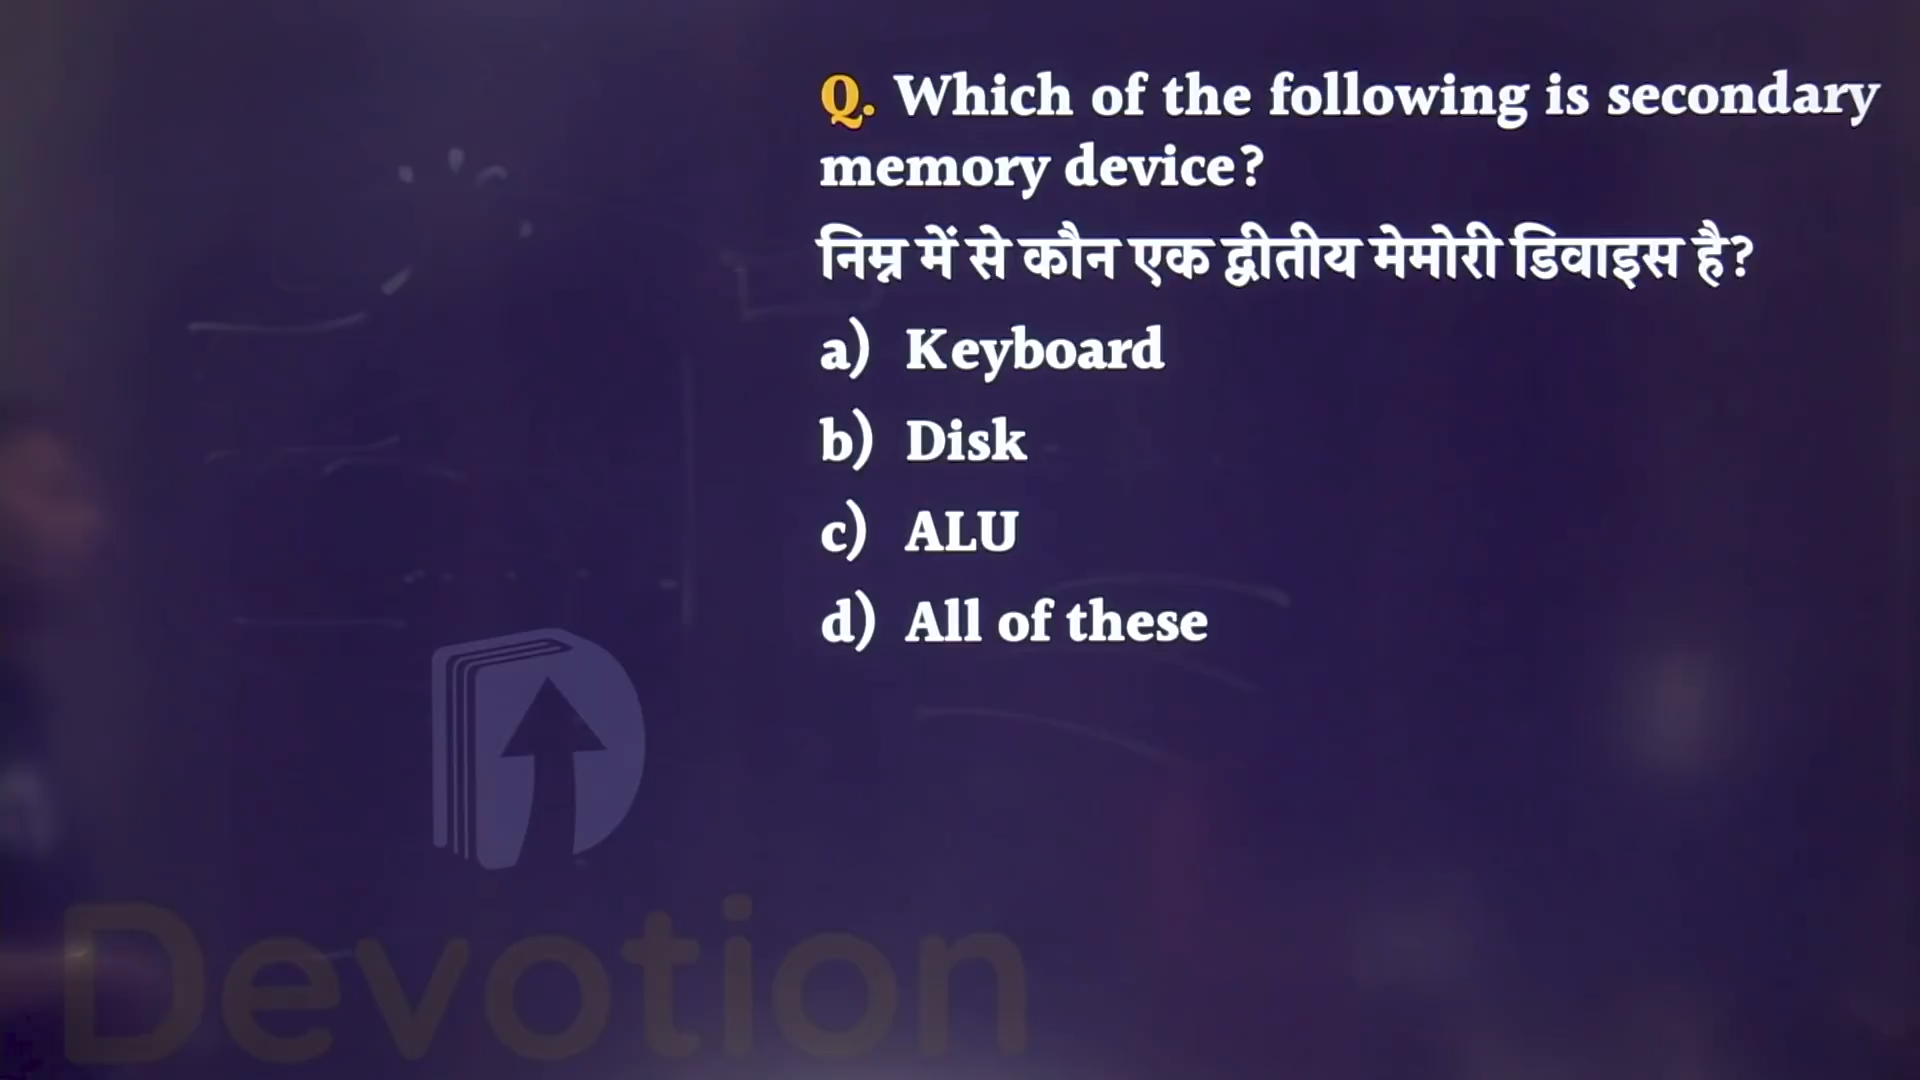 Q. Which of the following is secondary
memory device?
निम्न में से कौन एक द्वीतीय मेमोरी डिवाइस है?
a) Keyboard
b) Disk
c) ALU
d) All of these
Devotion